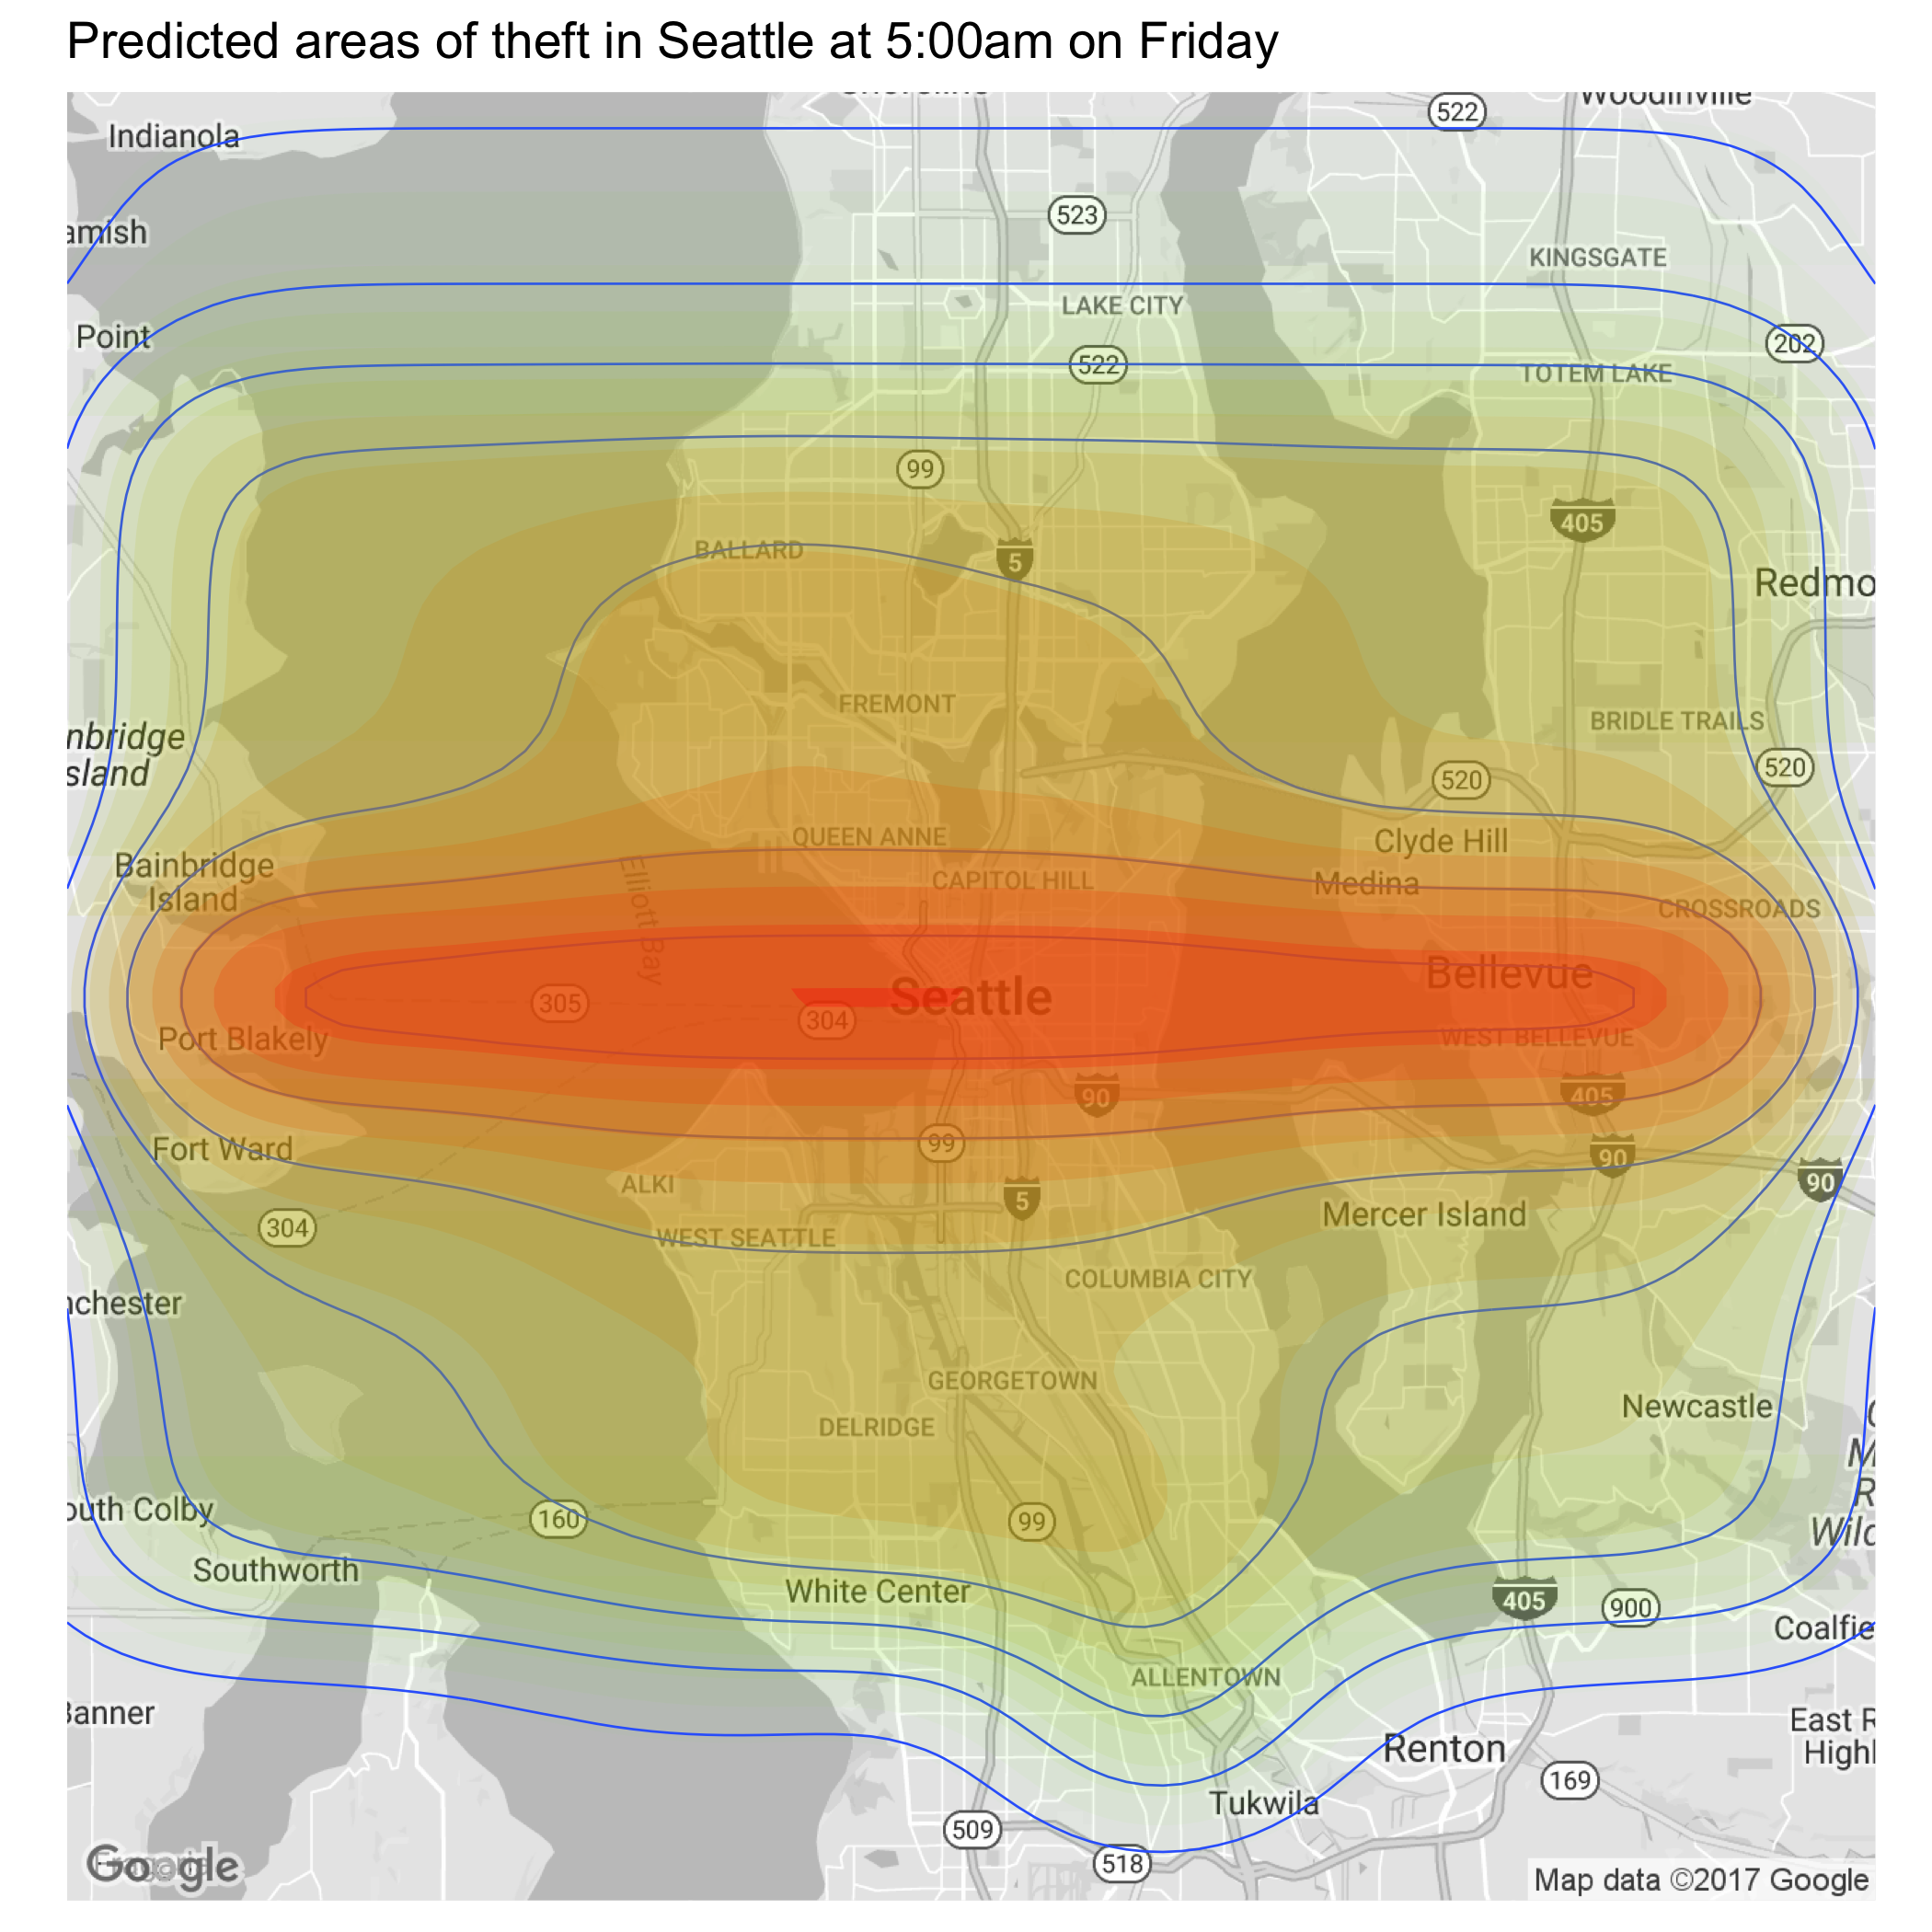 Predicted areas of theft in Seattle at 5:00am on Friday
Woodinville
522
Indianola
523
amish
KINGSGATE
LAKE CITY
Point
202
522
TOTEM LAKE
99
405
BALLARD
5
Redmo
FREMONT
BRIDLE TRAILS
nbridge
sland
520
520
QUEEN ANNE
Clyde Hill
Bainbridge
Island
Elliott Bay
CAPITOL HILL
Medina
CROSSROADS
Bellevue
Seattle
305
304
Port Blakely
WEST BELLEVUE
90
405
99
Fort Ward
90
ALKI
5
90
304
WEST SEATTLE
Mercer Island
COLUMBIA CITY
nchester
GEORGETOWN
Newcastle
DELRIDGE
M
R
Wild
outh Colby
160
99
Southworth
White Center
405
900
Coalfie
ALLENTOWN
Banner
East R
Highl
Renton
169
Tukwila
509
518
Google
Map data ©2017 Google